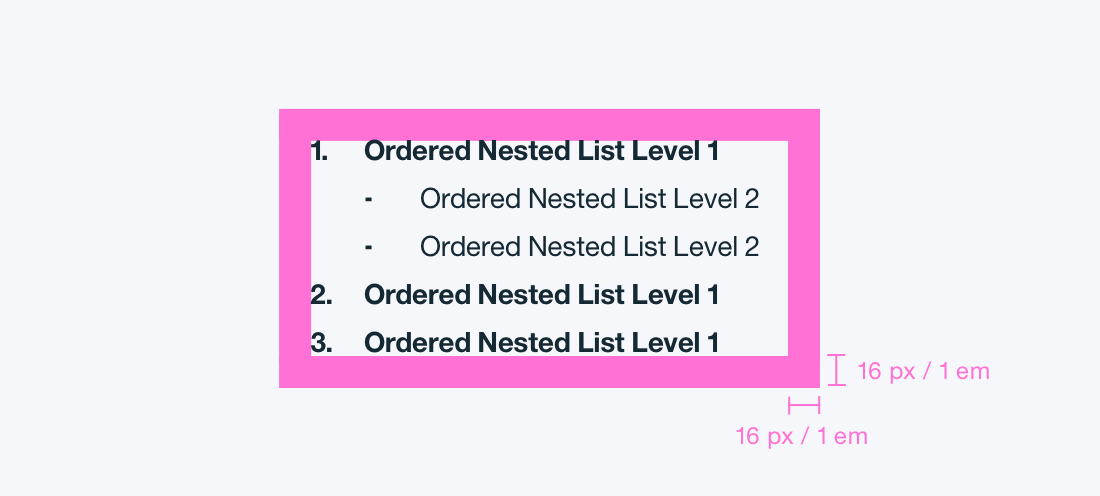 1. Ordered Nested List Level 1
- Ordered Nested List Level 2
- Ordered Nested List Level 2
2. Ordered Nested List Level 1
3. Ordered Nested List Level 1
16 px / 1 em
16 px / 1 em